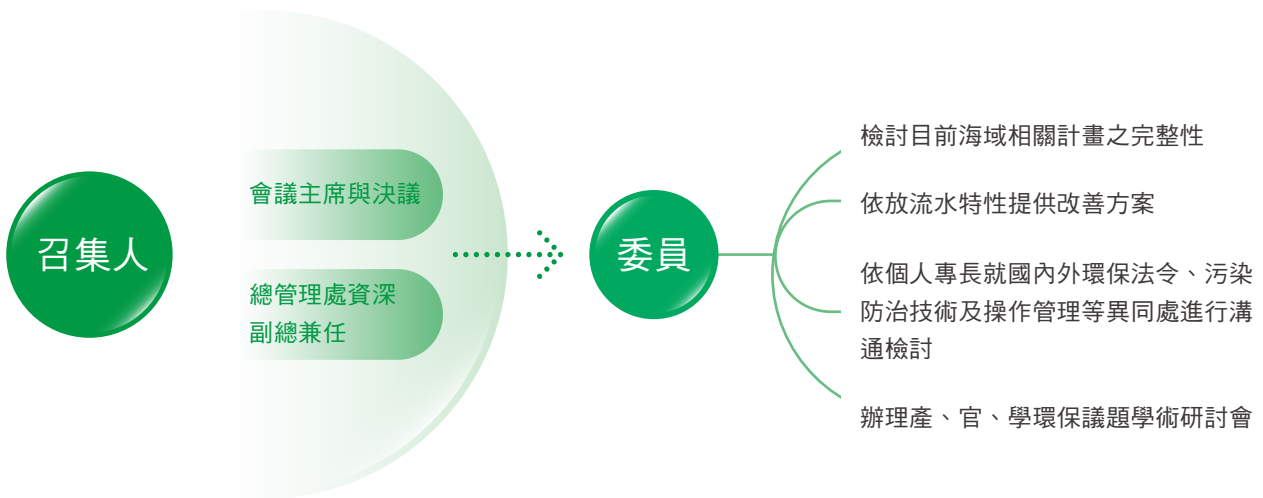 召集人
會議主席與決議
總管理處資深
副總兼任
委員
檢討目前海域相關計畫之完整性
依放流水特性提供改善方案
依個人專長就國內外環保法令、污染
防治技術及操作管理等異同處進行溝
通檢討
辦理產、官、學環保議題學術研討會